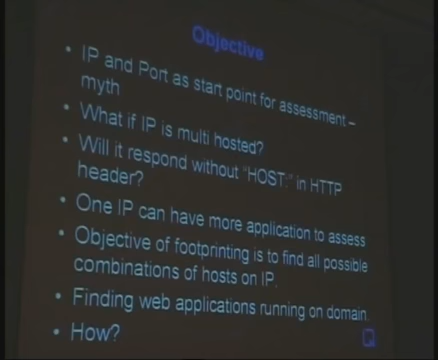 Objective
• IP and Port as start point for assessment –
myth
• What if IP is multi hosted?
• Will it respond without "HOST:" in HTTP
header?
• One IP can have more application to assess
• Objective of footprinting is to find all possible
combinations of hosts on IP.
• Finding web applications running on domain.
• How?